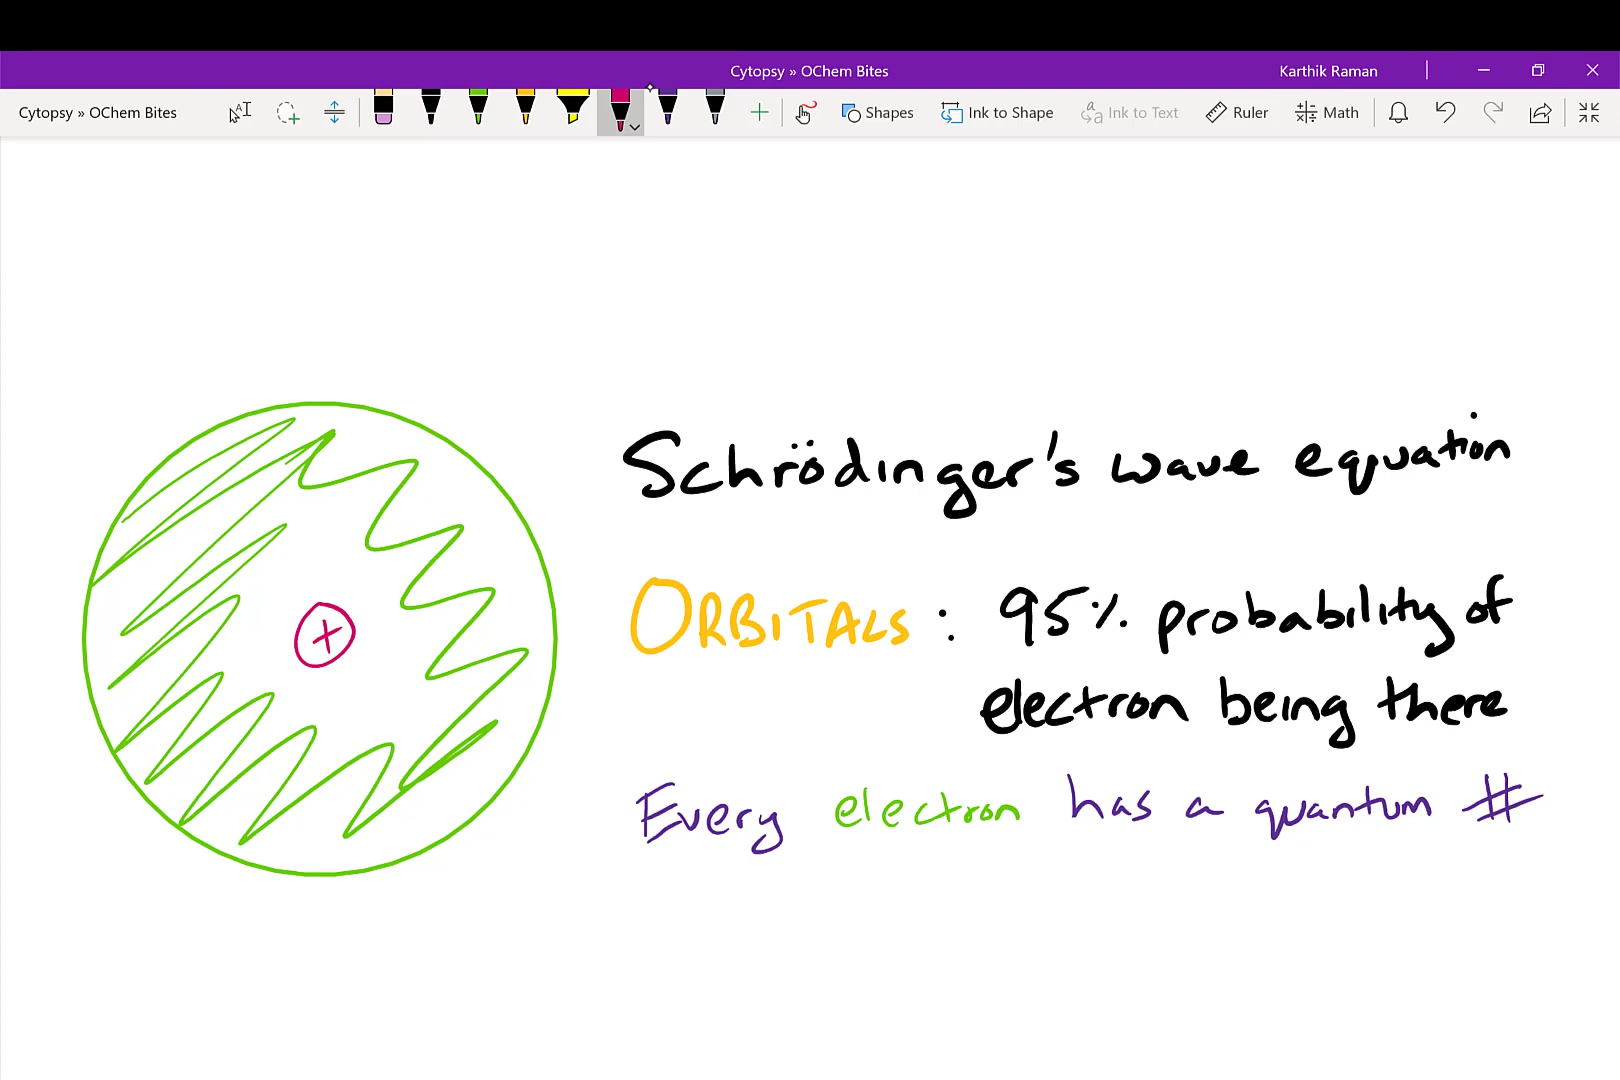 Cytopsy » OChem Bites
Karthik Raman
Cytopsy » OChem Bites
Shapes
Ink to Shape
Ink to Text
Ruler
Math
Schrödinger's wave equation
ORBITALS : 95% probability of
electron being there
Every electron has a quantum #
+